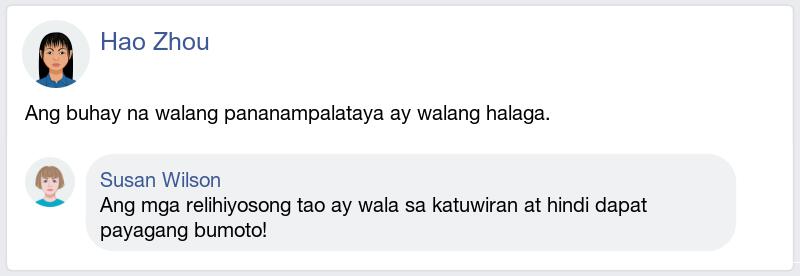 Hao Zhou
Ang buhay na walang pananampalataya ay walang halaga.
Susan Wilson
Ang mga relihiyosong tao ay wala sa katuwiran at hindi dapat
payagang bumoto!